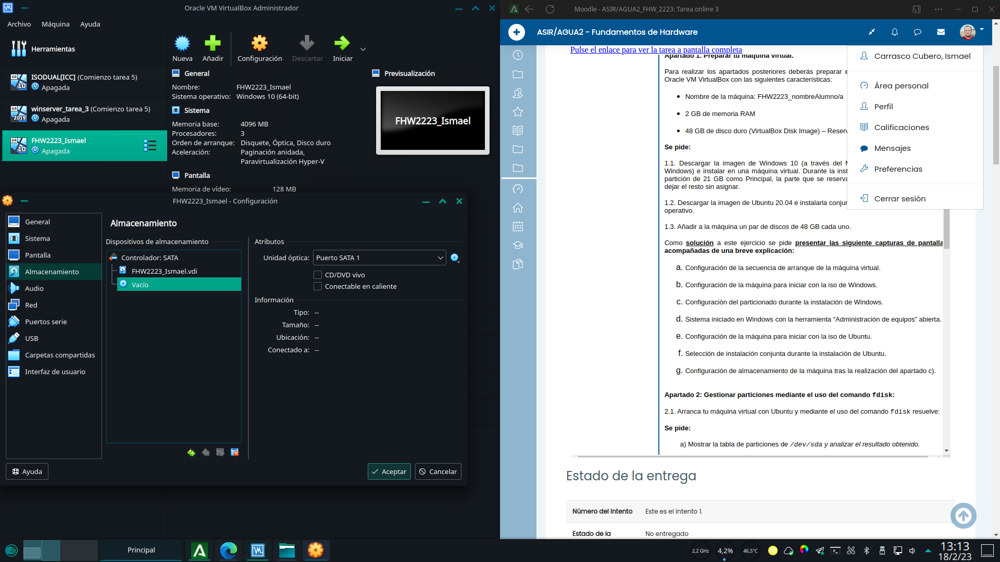 Oracle VM VirtualBox Administrador
Archivo Máquina Ayuda
Herramientas
Nueva Añadir Configuración Descartar Iniciar
ISODUAL[ICC] (Comienzo tarea 5)
Apagada
winserver_tarea_3 (Comienzo tarea 5)
Apagada
FHW2223_Ismael
Apagada
General
Nombre: FHW2223_Ismael
Sistema operativo: Windows 10 (64-bit)
Sistema
Memoria base: 4096 MB
Procesadores: 3
Orden de arranque: Disquete, Óptica, Disco duro
Aceleración: Paginación anidada,
Paravirtualización Hyper-V
Pantalla
Memoria de vídeo: 128 MB
Previsualización
FHW2223_Ismael
FHW2223_Ismael - Configuración
General
Sistema
Pantalla
Almacenamiento
Audio
Red
Puertos serie
USB
Carpetas compartidas
Interfaz de usuario
Almacenamiento
Dispositivos de almacenamiento
Controlador: SATA
FHW2223_Ismael.vdi
Vacío
Atributos
Unidad óptica: Puerto SATA 1
CD/DVD vivo
Conectable en caliente
Información
Tipo: --
Tamaño: --
Ubicación: --
Conectado a: --
Ayuda
Aceptar
Cancelar
Moodle - ASIR/AGUA2_FHW_2223: Tarea online 3
ASIR/AGUA2 - Fundamentos de Hardware
Pulse el enlace para ver la tarea a pantalla completa
Apartado 1. Preparar tu máquina virtual.
Para realizar los apartados posteriores deberás preparar e
Oracle VM VirtualBox con las siguientes características:
Nombre de la máquina: FHW2223_nombreAlumno/a
2 GB de memoria RAM
48 GB de disco duro (VirtualBox Disk Image) – Reserv
Se pide:
1.1. Descargar la imagen de Windows 10 (a través del M
Windows) e instalar en una máquina virtual. Durante la inst
partición de 21 GB como Principal, la parte que se reserva
dejar el resto sin asignar.
1.2. Descargar la imagen de Ubuntu 20.04 e instalarla conjun
operativo.
1.3. Añadir a la máquina un par de discos de 48 GB cada uno.
Como solución a este ejercicio se pide presentar las siguiente capturas de pantalla
acompañadas de una breve explicación:
a. Configuración de la secuencia de arranque de la máquina virtual.
b. Configuración de la máquina para iniciar con la iso de Windows.
c. Configuración del particionado durante la instalación de Windows.
d. Sistema iniciado en Windows con la herramienta “Administración de equipos” abierta.
e. Configuración de la máquina para iniciar con la iso de Ubuntu.
f. Selección de instalación conjunta durante la instalación de Ubuntu.
g. Configuración de almacenamiento de la máquina tras la realización del apartado c).
Apartado 2: Gestionar particiones mediante el uso del comando fdisk:
2.1. Arranca tu máquina virtual con Ubuntu y mediante el uso del comando fdisk resuelve:
Se pide:
a) Mostrar la tabla de particiones de /dev/sda y analizar el resultado obtenido.
Carrasco Cubero, Ismael
Área personal
Perfil
Calificaciones
Mensajes
Preferencias
Cerrar sesión
Estado de la entrega
Número del intento Este es el intento 1.
Estado de la No entregado
Principal
2,2 GHz 4,2% 46,5°C
13:13
18/2/23